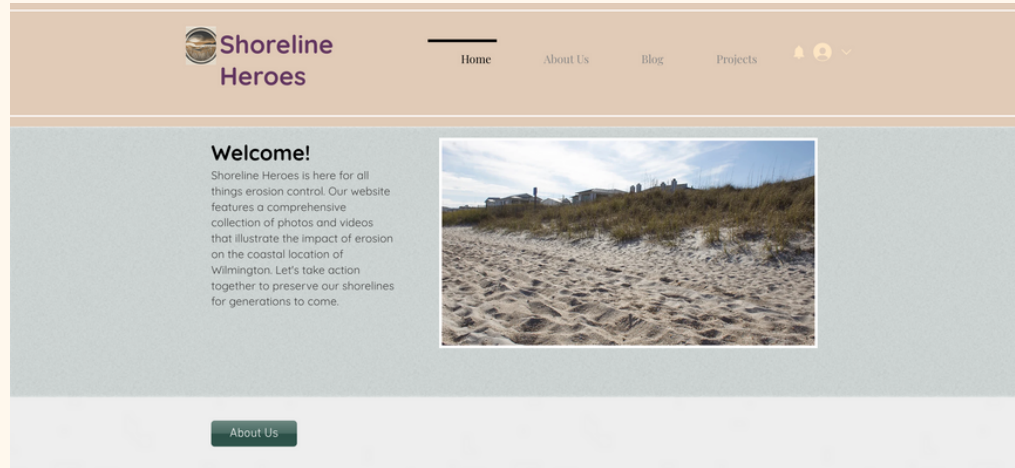 Shoreline
Heroes
Home About Us Blog Projects
Welcome!
Shoreline Heroes is here for all
things erosion control. Our website
features a comprehensive
collection of photos and videos
that illustrate the impact of erosion
on the coastal location of
Wilmington. Let's take action
together to preserve our shorelines
for generations to come.
About Us